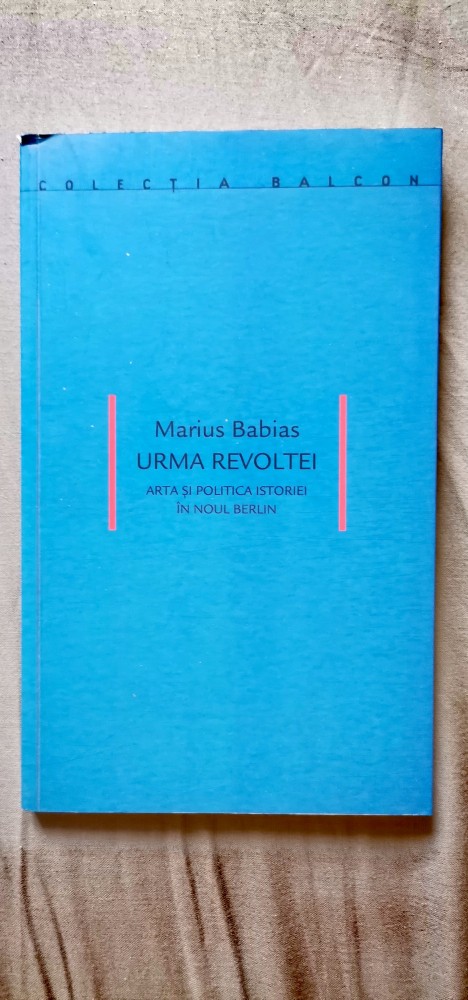 COLECȚIA BALCON
Marius Babias
URMA REVOLTEI
ARTA ȘI POLITICA ISTORIEI
ÎN NOUL BERLIN